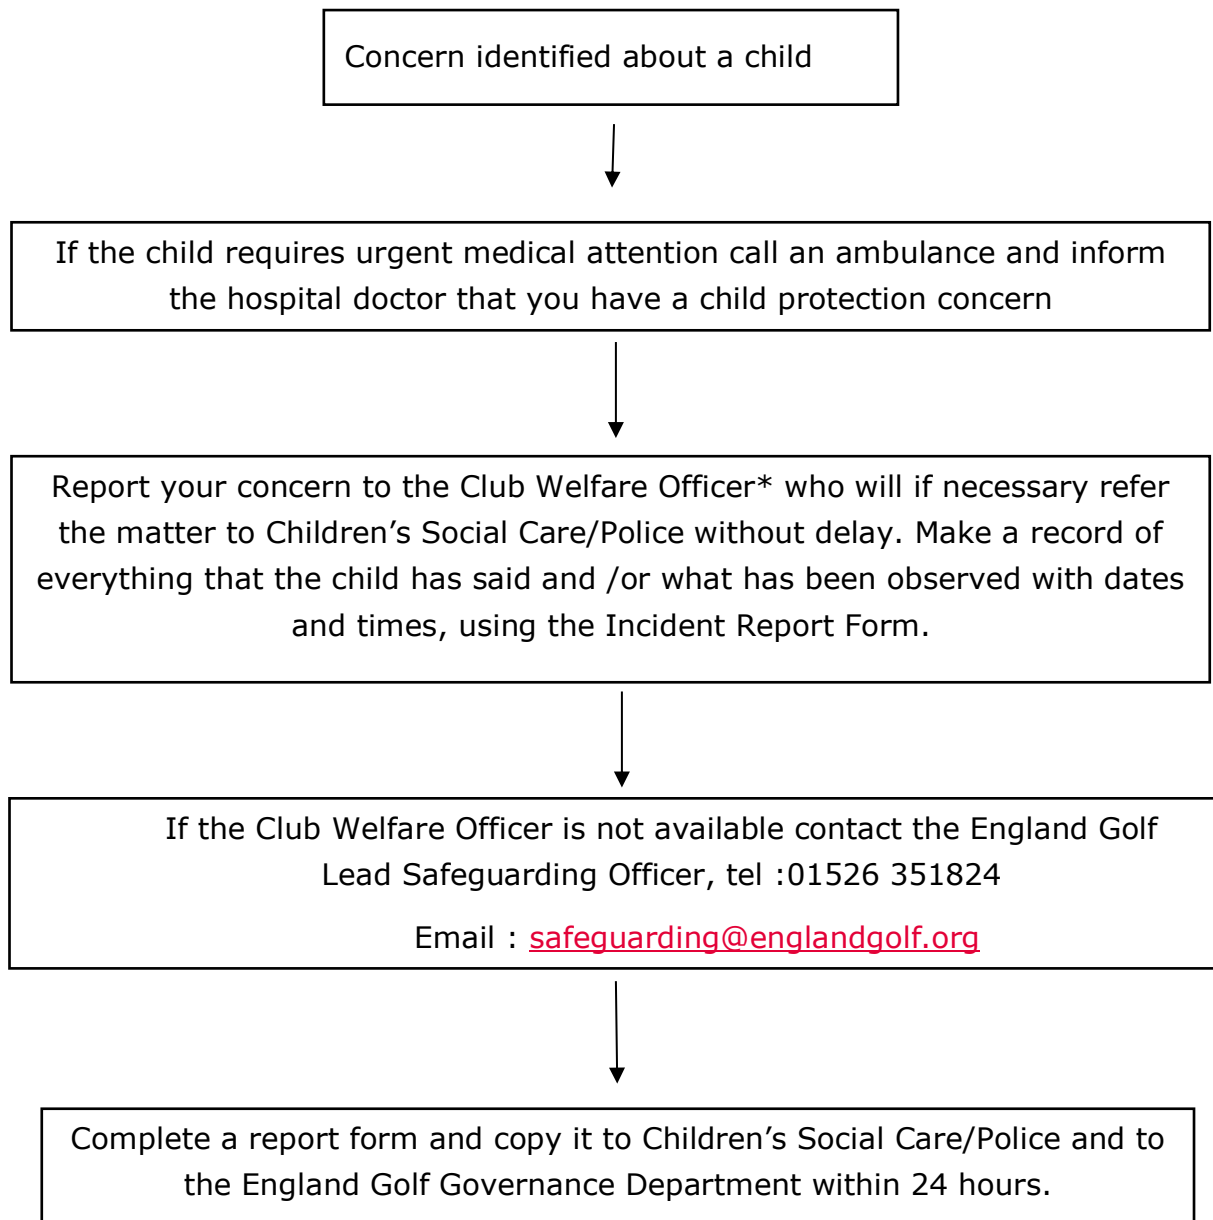 Concern identified about a child
If the child requires urgent medical attention call an ambulance and inform
the hospital doctor that you have a child protection concern
Report your concern to the Club Welfare Officer* who will if necessary refer
the matter to Children’s Social Care/Police without delay. Make a record of
everything that the child has said and /or what has been observed with dates
and times, using the Incident Report Form.
If the Club Welfare Officer is not available contact the England Golf
Lead Safeguarding Officer, tel :01526 351824
Email : safeguarding@englandgolf.org
Complete a report form and copy it to Children’s Social Care/Police and to
the England Golf Governance Department within 24 hours.